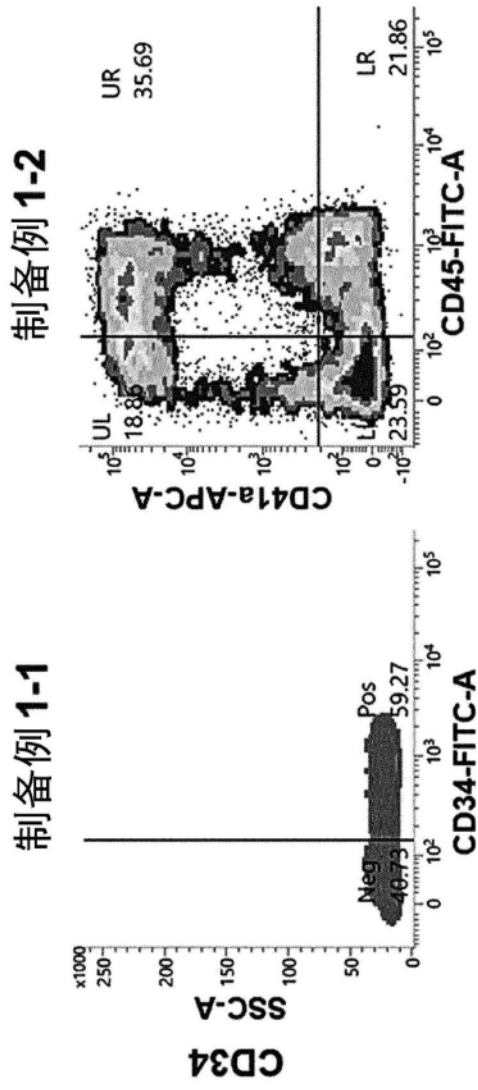 制备例 1-1
CD34
x1000
250
200
150
100
50
0
SSC-A
Neg
40.73
Pos
59.27
0
10²
10³
10⁴
10⁵
CD34-FITC-A
制备例 1-2
CD41a-APC-A
10⁵
10⁴
10³
10²
0
-10²
UL
18.86
UR
35.69
23.59
LR
21.86
0
10²
10³
10⁴
10⁵
CD45-FITC-A